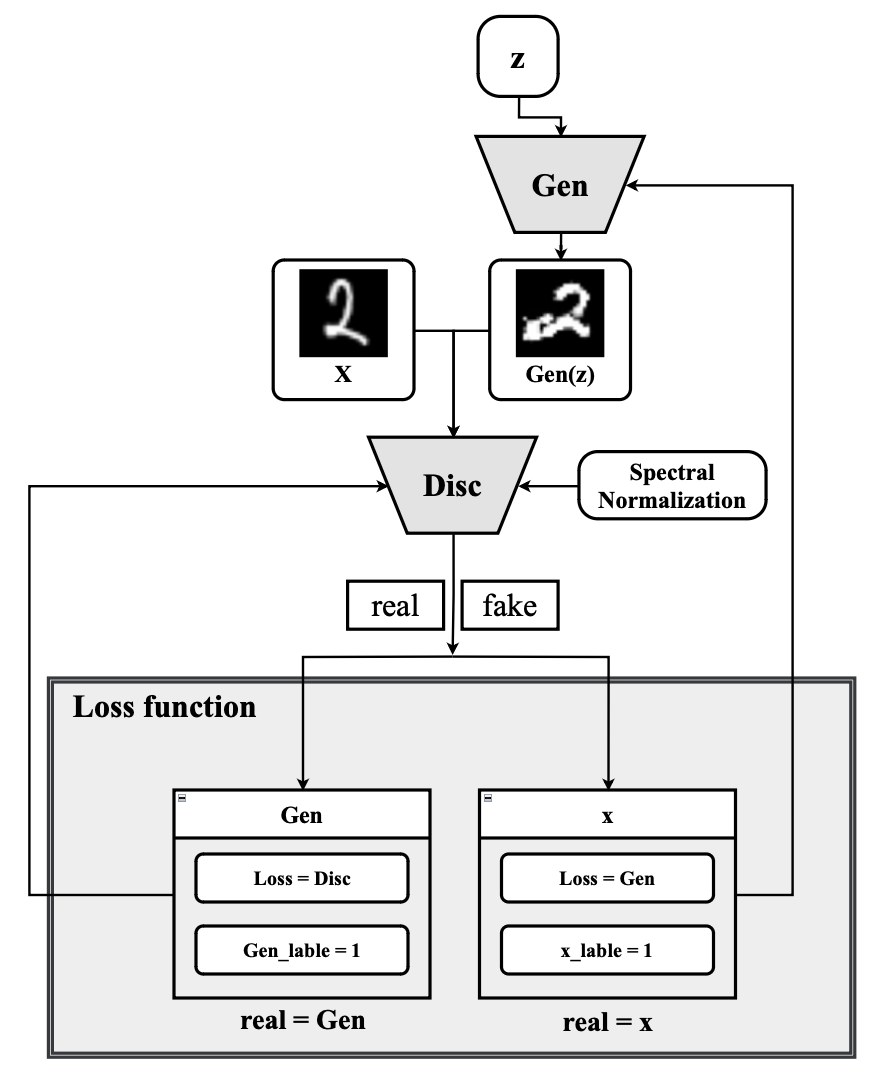 z
Gen
X
Gen(z)
Disc
Spectral
Normalization
real
fake
Loss function
Gen
Loss = Disc
Gen_lable = 1
real = Gen
x
Loss = Gen
x_lable = 1
real = x